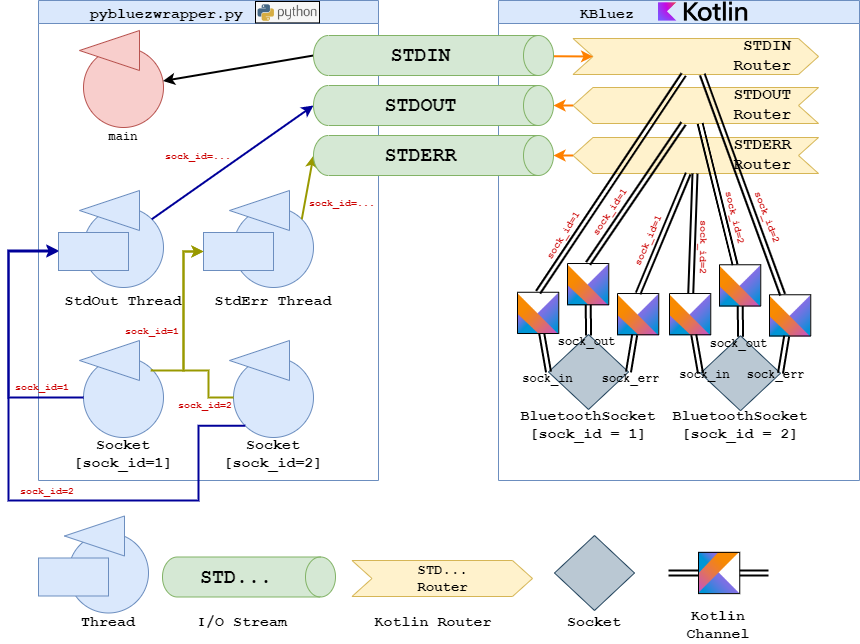 pybluezwrapper.py
python
KBluez
Kotlin
STDIN
STDIN
Router
STDOUT
STDOUT
Router
STDERR
STDERR
Router
main
sock_id=...
sock_id=...
StdOut Thread
StdErr Thread
sock_id=1
sock_id=1
sock_id=2
Socket
[sock_id=1]
Socket
[sock_id=2]
sock_id=2
sock_id=1
sock_id=1
sock_id=1
sock_id=2
sock_id=2
sock_id=2
sock_out
sock_in
sock_err
sock_out
sock_in
sock_err
BluetoothSocket
[sock_id = 1]
BluetoothSocket
[sock_id = 2]
Thread
STD...
I/O Stream
STD...
Router
Kotlin Router
Socket
Kotlin
Channel